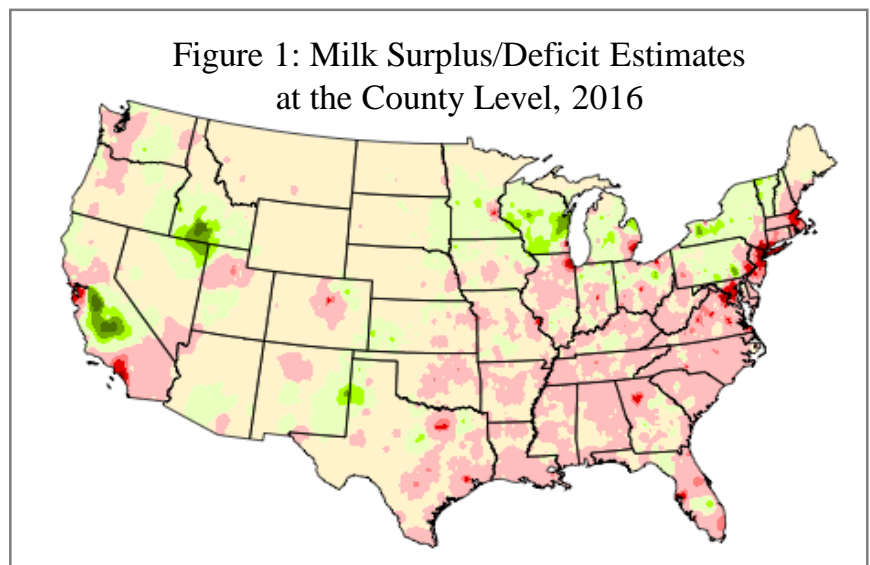 Figure 1: Milk Surplus/Deficit Estimates
at the County Level, 2016